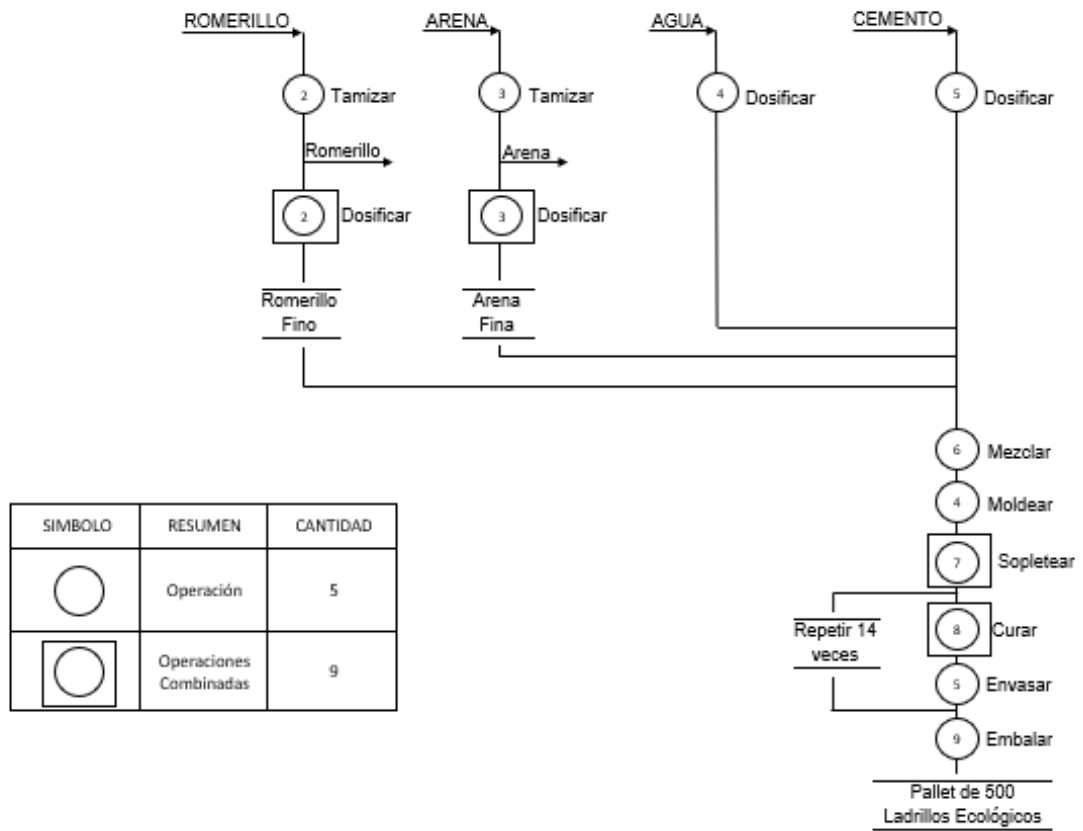 ROMERILLO
ARENA
AGUA
CEMENTO
2 Tamizar
3 Tamizar
4 Dosificar
5 Dosificar
Romerillo
Arena
2 Dosificar
3 Dosificar
Romerillo
Fino
Arena
Fina
6 Mezclar
4 Moldear
7 Sopletear
Repetir 14
veces
8 Curar
5 Envasar
9 Embalar
Pallet de 500
Ladrillos Ecológicos
SIMBOLO RESUMEN CANTIDAD
Operación 5
Operaciones
Combinadas 9